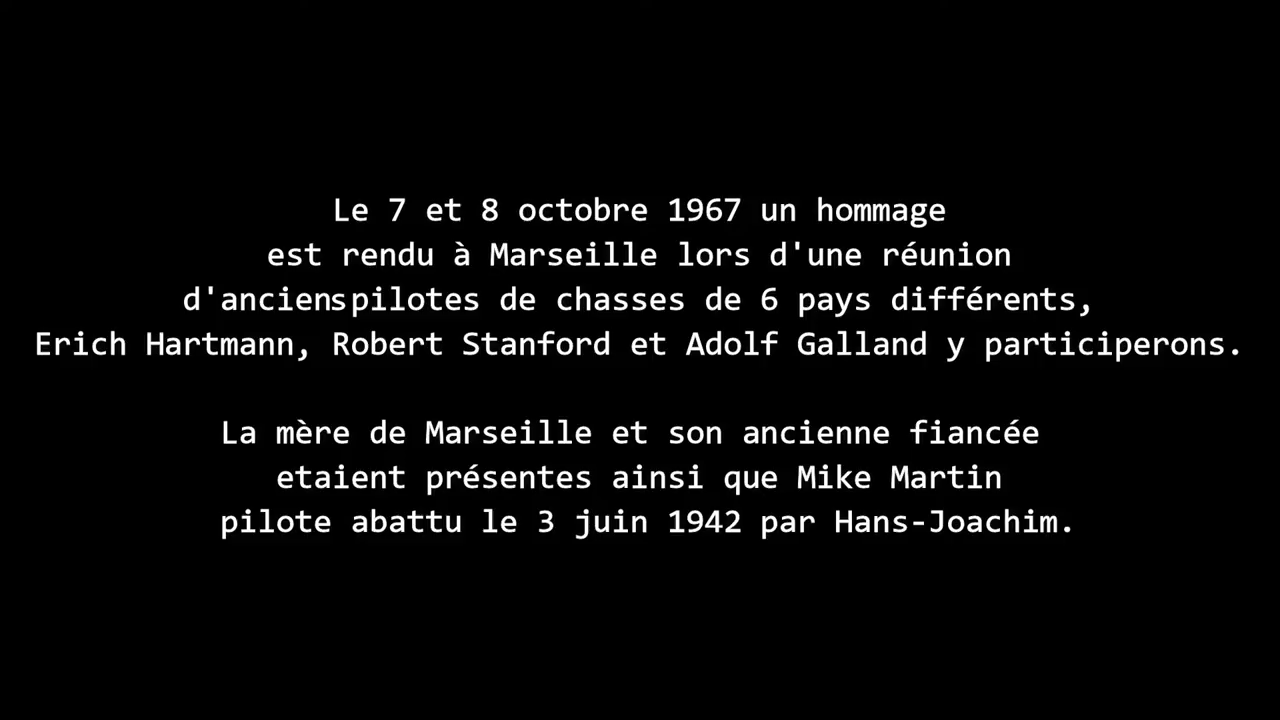 Le 7 et 8 octobre 1967 un hommage
est rendu à Marseille lors d'une réunion
d'anciens pilotes de chasses de 6 pays différents,
Erich Hartmann, Robert Stanford et Adolf Galland y participerons.
La mère de Marseille et son ancienne fiancée
etaient présentes ainsi que Mike Martin
pilote abattu le 3 juin 1942 par Hans-Joachim.